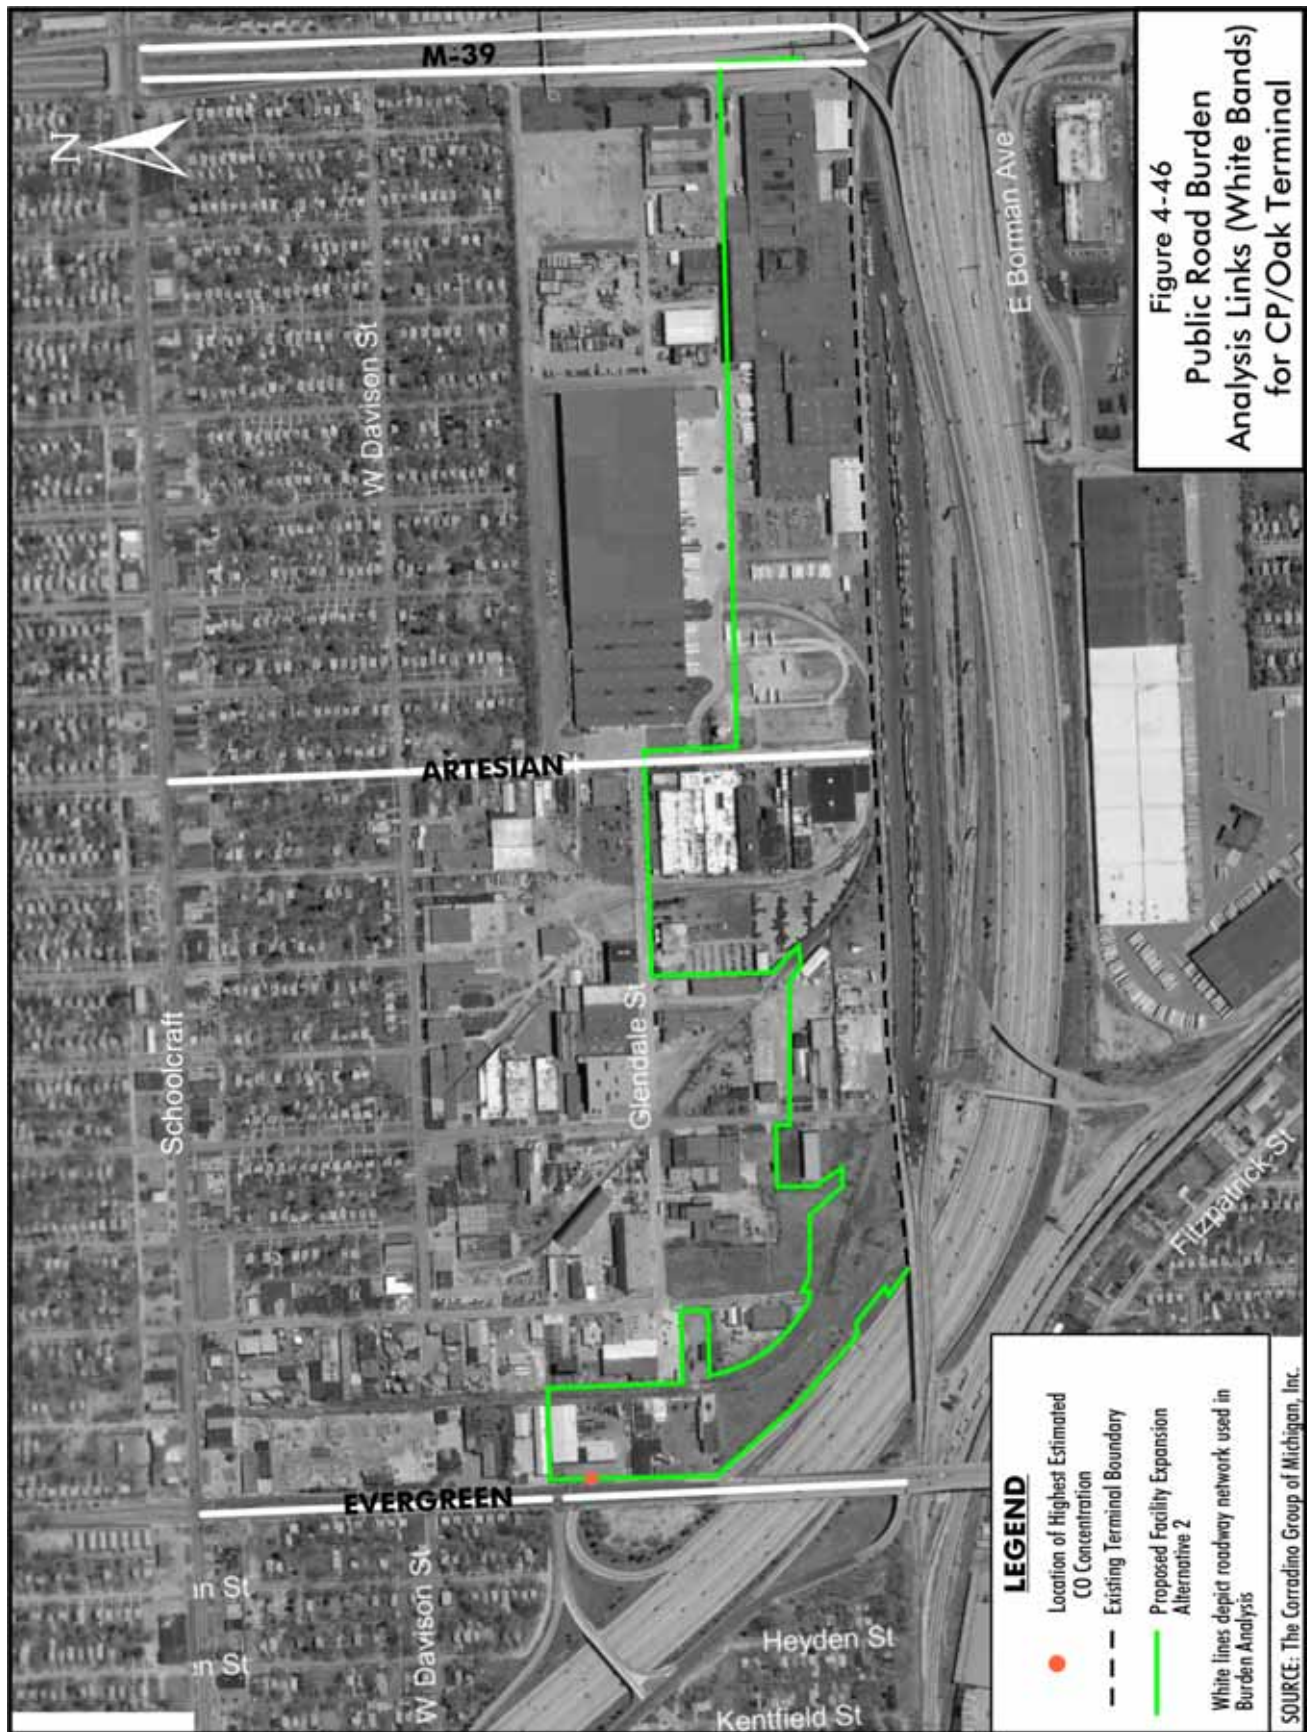 Figure 4-46
Public Road Burden
Analysis Links (White Bands)
for CP/Oak Terminal
N
M-39
W Davison St
E Borman Ave
ARTESIAN
Schoolcraft
Glendale St
Fitzpatrick St
EVERGREEN
W Davison St
n St
n St
Heyden St
Kentfield St
LEGEND
Location of Highest Estimated
CO Concentration
Existing Terminal Boundary
Proposed Facility Expansion
Alternative 2
White lines depict roadway network used in
Burden Analysis
SOURCE: The Corradino Group of Michigan, Inc.